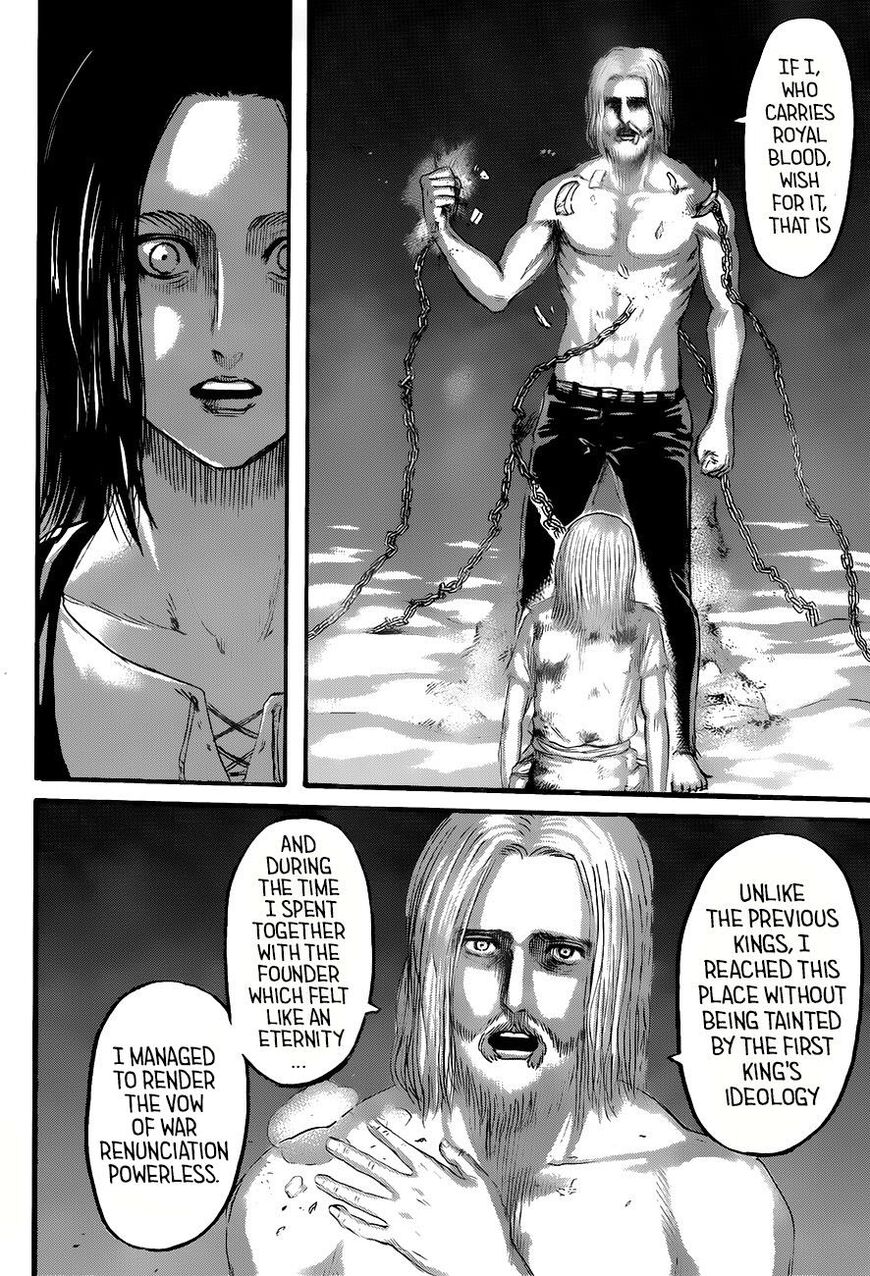 IF I,
WHO
CARRIES
ROYAL
BLOOD,
WISH
FOR IT,
THAT IS
UNLIKE
THE PREVIOUS
KINGS, I
REACHED THIS
PLACE WITHOUT
BEING TAINTED
BY THE FIRST
KING'S
IDEOLOGY
AND
DURING
THE TIME
I SPENT
TOGETHER
WITH THE
FOUNDER
WHICH FELT
LIKE AN
ETERNITY
...
I MANAGED
TO RENDER
THE VOW
OF WAR
RENUNCIATION
POWERLESS.